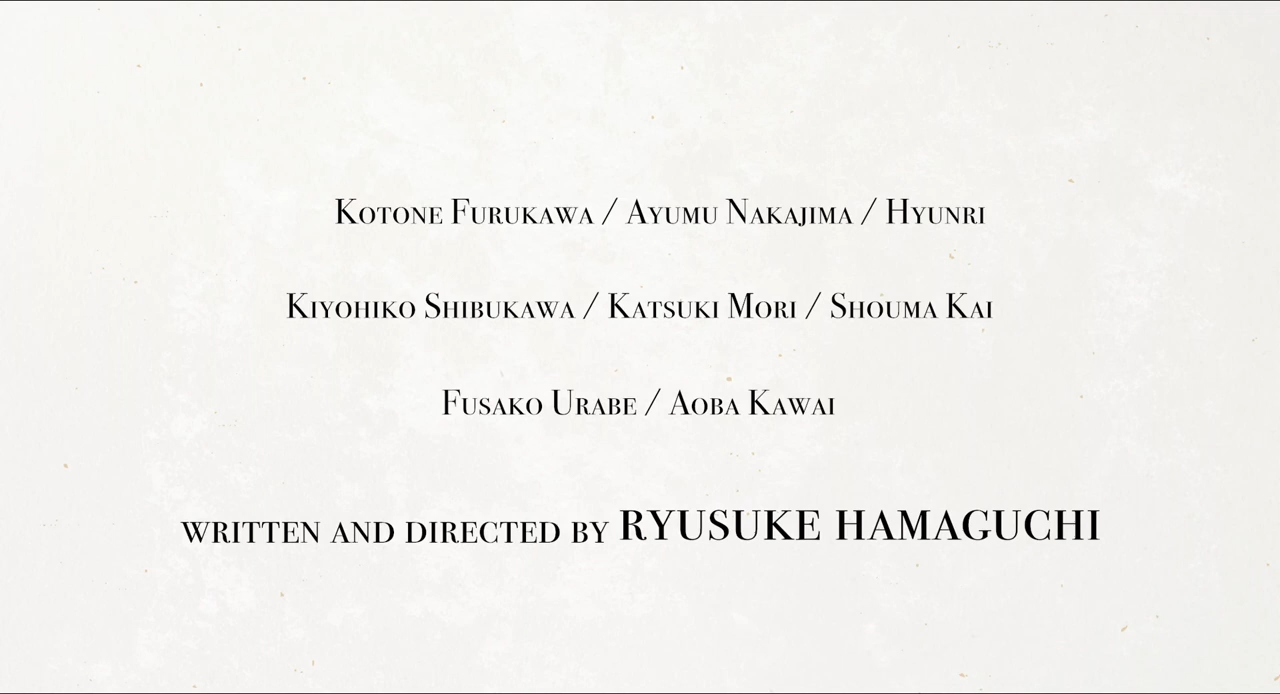 Kotone Furukawa / Ayumu Nakajima / Hyunri
Kiyohiko Shibukawa / Katsuki Mori / Shouma Kai
Fusako Urabe / Aoba Kawai
WRITTEN AND DIRECTED BY RYUSUKE HAMAGUCHI